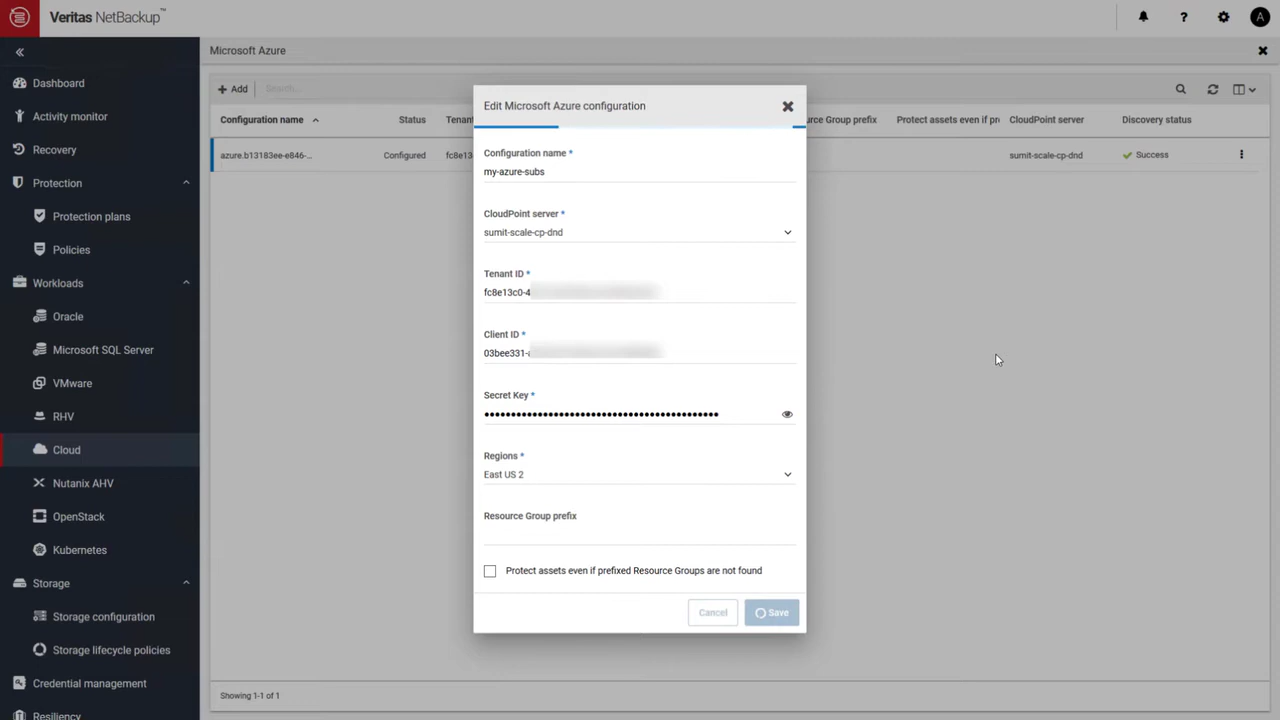 Veritas NetBackup™
A
Microsoft Azure
Add
Search...
Configuration name
Status
Tenant
Resource Group prefix
Protect assets even if pre
CloudPoint server
Discovery status
azure.b13183ee-e846-...
Configured
fc8e13
sumit-scale-cp-dnd
Success
Showing 1-1 of 1
Dashboard
Activity monitor
Recovery
Protection
Protection plans
Policies
Workloads
Oracle
Microsoft SQL Server
VMware
RHV
Cloud
Nutanix AHV
OpenStack
Kubernetes
Storage
Storage configuration
Storage lifecycle policies
Credential management
Resiliency
Edit Microsoft Azure configuration
Configuration name *
my-azure-subs
CloudPoint server *
sumit-scale-cp-dnd
Tenant ID *
fc8e13c0-4
Client ID *
03bee331-
Secret Key *
Regions *
East US 2
Resource Group prefix
Protect assets even if prefixed Resource Groups are not found
Cancel
Save